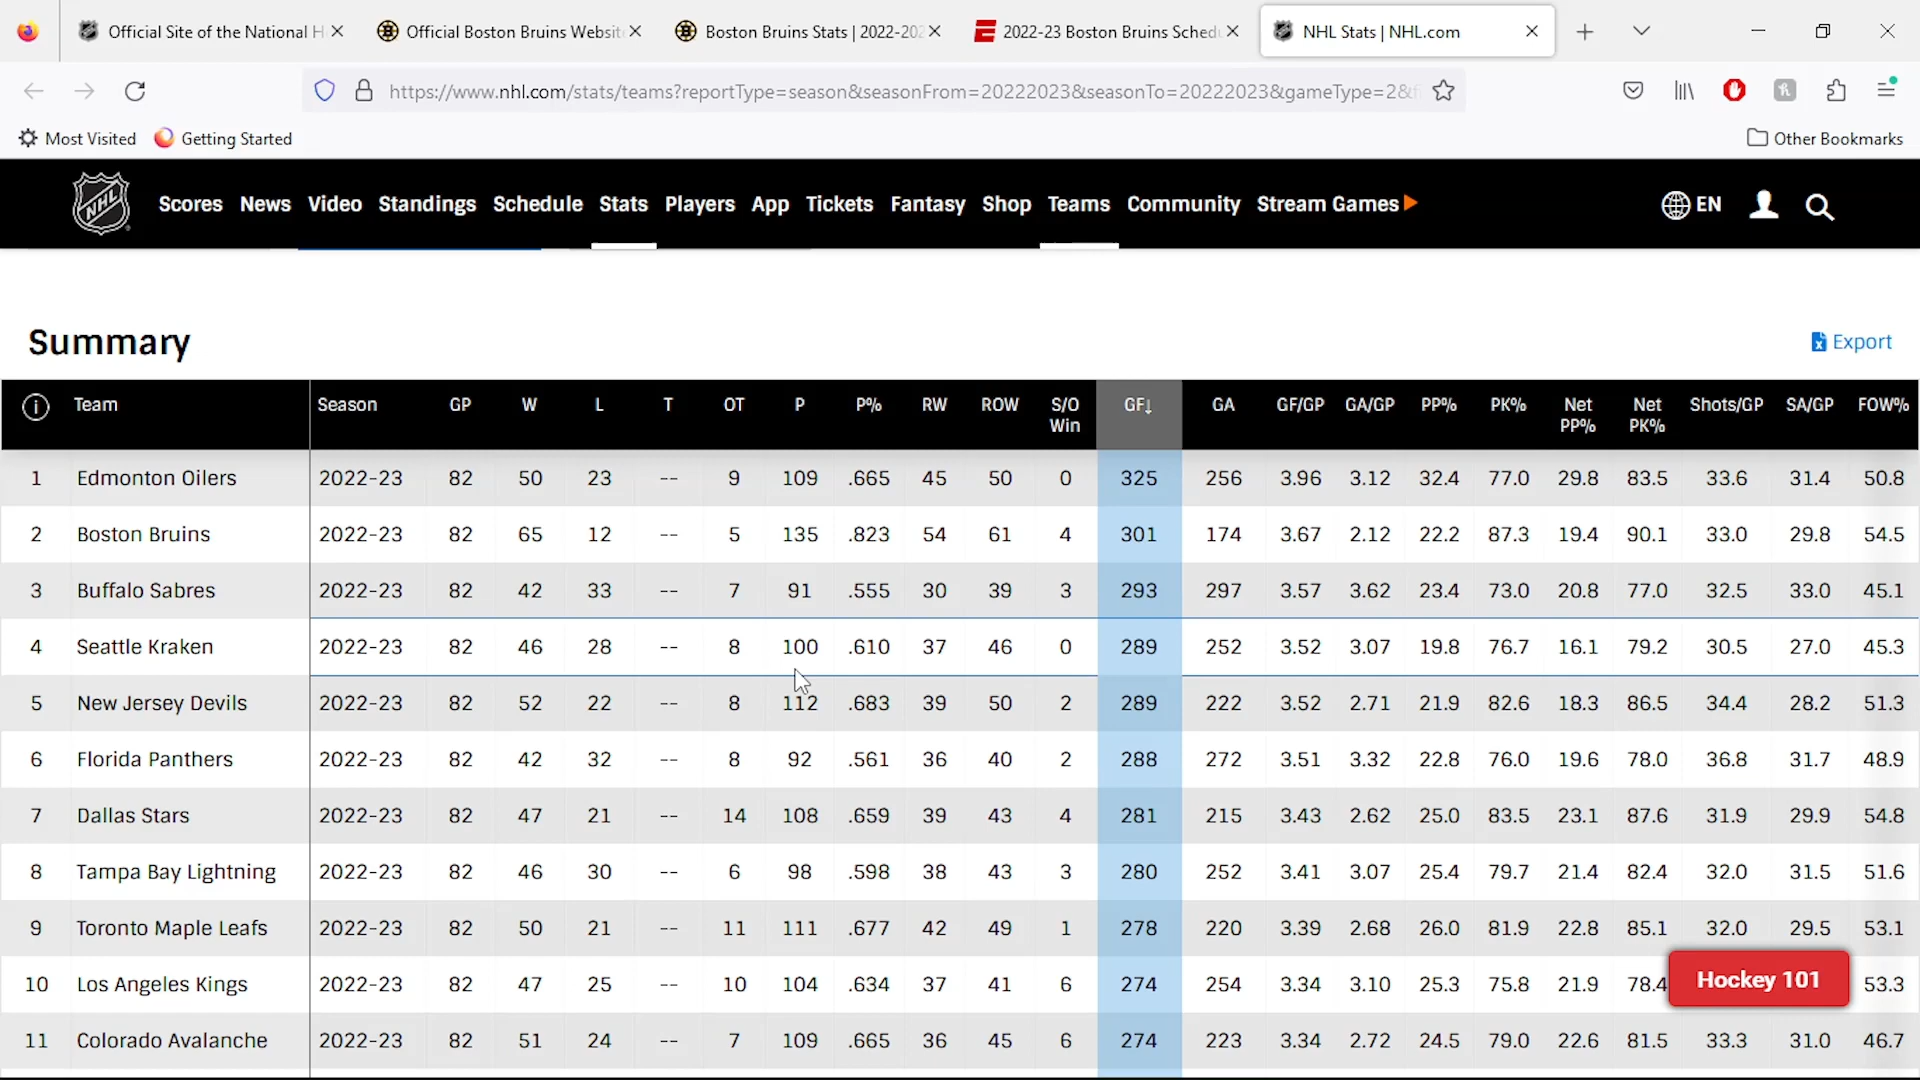 Official Site of the National H
Official Boston Bruins Website
Boston Bruins Stats | 2022-202
2022-23 Boston Bruins Schedu
NHL Stats | NHL.com
https://www.nhl.com/stats/teams?reportType=season&seasonFrom=20222023&seasonTo=20222023&gameType=2&f
Most Visited Getting Started Other Bookmarks
NHL Scores News Video Standings Schedule Stats Players App Tickets Fantasy Shop Teams Community Stream Games EN
Summary Export
i Team Season GP W L T OT P P% RW ROW S/O Win GF↓ GA GF/GP GA/GP PP% PK% Net PP% Net PK% Shots/GP SA/GP FOW%
1 Edmonton Oilers 2022-23 82 50 23 -- 9 109 .665 45 50 0 325 256 3.96 3.12 32.4 77.0 29.8 83.5 33.6 31.4 50.8
2 Boston Bruins 2022-23 82 65 12 -- 5 135 .823 54 61 4 301 174 3.67 2.12 22.2 87.3 19.4 90.1 33.0 29.8 54.5
3 Buffalo Sabres 2022-23 82 42 33 -- 7 91 .555 30 39 3 293 297 3.57 3.62 23.4 73.0 20.8 77.0 32.5 33.0 45.1
4 Seattle Kraken 2022-23 82 46 28 -- 8 100 .610 37 46 0 289 252 3.52 3.07 19.8 76.7 16.1 79.2 30.5 27.0 45.3
5 New Jersey Devils 2022-23 82 52 22 -- 8 112 .683 39 50 2 289 222 3.52 2.71 21.9 82.6 18.3 86.5 34.4 28.2 51.3
6 Florida Panthers 2022-23 82 42 32 -- 8 92 .561 36 40 2 288 272 3.51 3.32 22.8 76.0 19.6 78.0 36.8 31.7 48.9
7 Dallas Stars 2022-23 82 47 21 -- 14 108 .659 39 43 4 281 215 3.43 2.62 25.0 83.5 23.1 87.6 31.9 29.9 54.8
8 Tampa Bay Lightning 2022-23 82 46 30 -- 6 98 .598 38 43 3 280 252 3.41 3.07 25.4 79.7 21.4 82.4 32.0 31.5 51.6
9 Toronto Maple Leafs 2022-23 82 50 21 -- 11 111 .677 42 49 1 278 220 3.39 2.68 26.0 81.9 22.8 85.1 32.0 29.5 53.1
10 Los Angeles Kings 2022-23 82 47 25 -- 10 104 .634 37 41 6 274 254 3.34 3.10 25.3 75.8 21.9 78.4 53.3
Hockey 101
11 Colorado Avalanche 2022-23 82 51 24 -- 7 109 .665 36 45 6 274 223 3.34 2.72 24.5 79.0 22.6 81.5 33.3 31.0 46.7